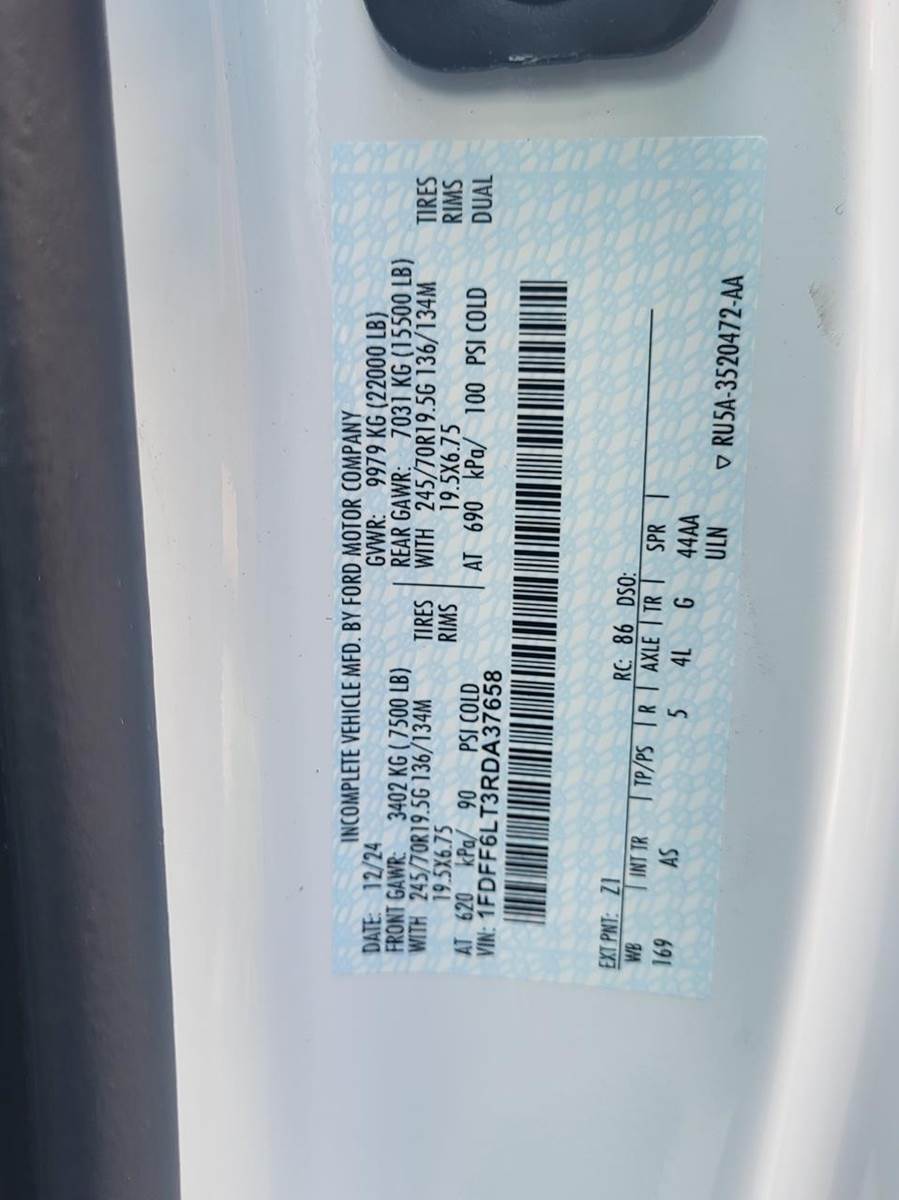 INCOMPLETE VEHICLE MFD. BY FORD MOTOR COMPANY
DATE: 12/24 GVWR: 9979 KG (22000 LB)
FRONT GAWR: 3402 KG (7500 LB) REAR GAWR: 7031 KG (15500 LB)
WITH 245/70R19.5G 136/134M TIRES WITH 245/70R19.5G 136/134M TIRES
19.5X6.75 RIMS 19.5X6.75 RIMS
AT 620 kPa/ 90 PSI COLD AT 690 kPa/ 100 PSI COLD DUAL
VIN: 1FDFF6LT3RDA37658
EXT PNT: Z1 RC: 86 DSO:
WB INT TR TP/PS R AXLE TR SPR
169 AS 5 4L G 44AA
ULN
▽ RU5A-3520472-AA